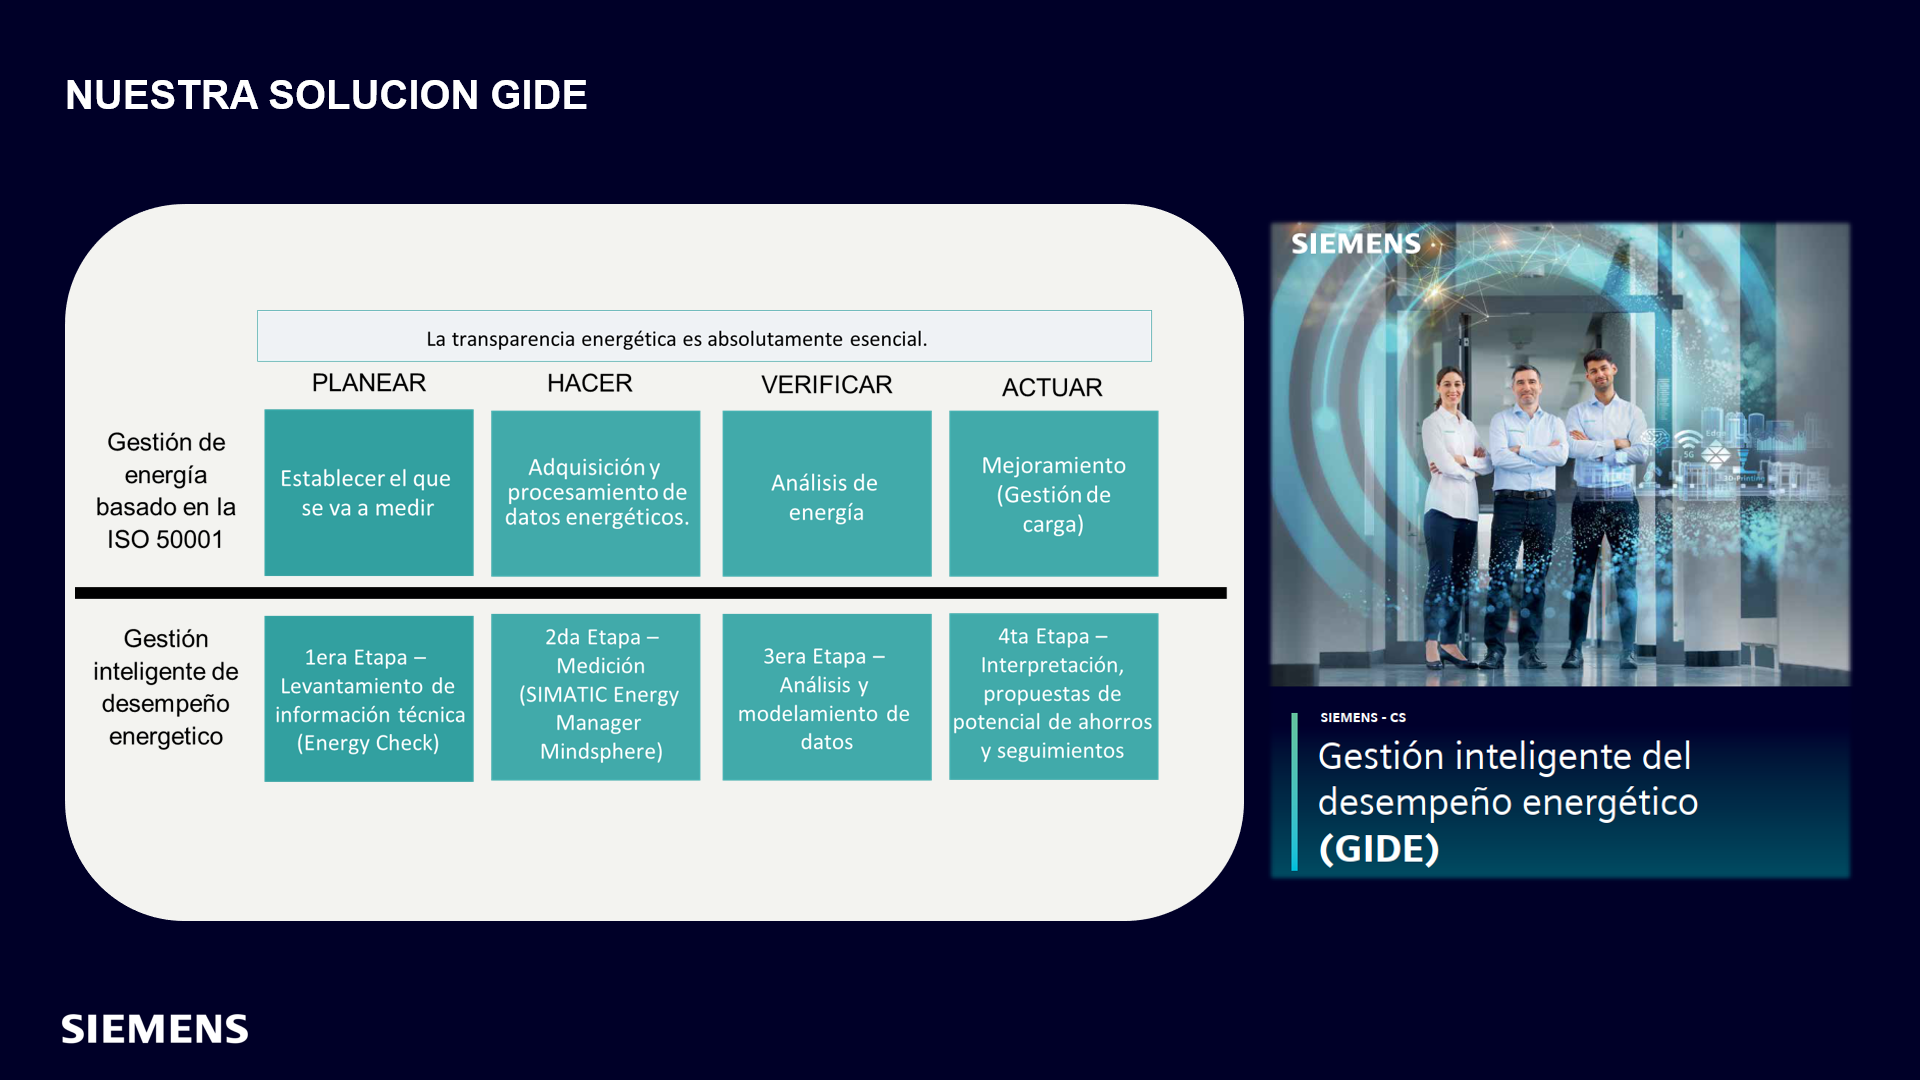 NUESTRA SOLUCION GIDE
La transparencia energética es absolutamente esencial.
PLANEAR
HACER
VERIFICAR
ACTUAR
Gestión de
energía
basado en la
ISO 50001
Establecer el que
se va a medir
Adquisición y
procesamiento de
datos energéticos.
Análisis de
energía
Mejoramiento
(Gestión de
carga)
Gestión
inteligente de
desempeño
energetico
1era Etapa –
Levantamiento de
información técnica
(Energy Check)
2da Etapa –
Medición
(SIMATIC Energy
Manager
Mindsphere)
3era Etapa –
Análisis y
modelamiento de
datos
4ta Etapa –
Interpretación,
propuestas de
potencial de ahorros
y seguimientos
SIEMENS
Edge
5G
3D-Printing
SIEMENS - CS
Gestión inteligente del
desempeño energético
(GIDE)
SIEMENS